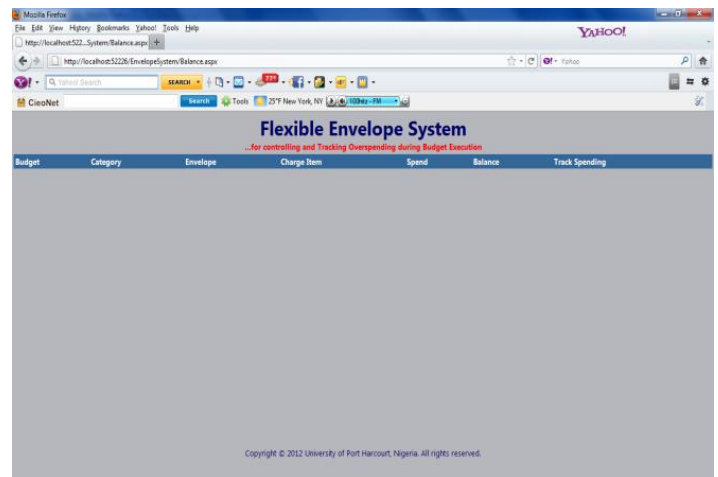 Mozilla Firefox
File Edit View History Bookmarks Yahoo! Tools Help
YAHOO!
http://localhost:522...System/Balance.aspx +
http://localhost:52226/EnvelopeSystem/Balance.aspx
Yahoo
Yahoo! Search SEARCH
CieoNet Search Tools 25°F New York, NY 100hitz - FM
Flexible Envelope System
...for controlling and Tracking Overspending during Budget Execution
Budget Category Envelope Charge Item Spend Balance Track Spending
Copyright © 2012 University of Port Harcourt, Nigeria. All rights reserved.